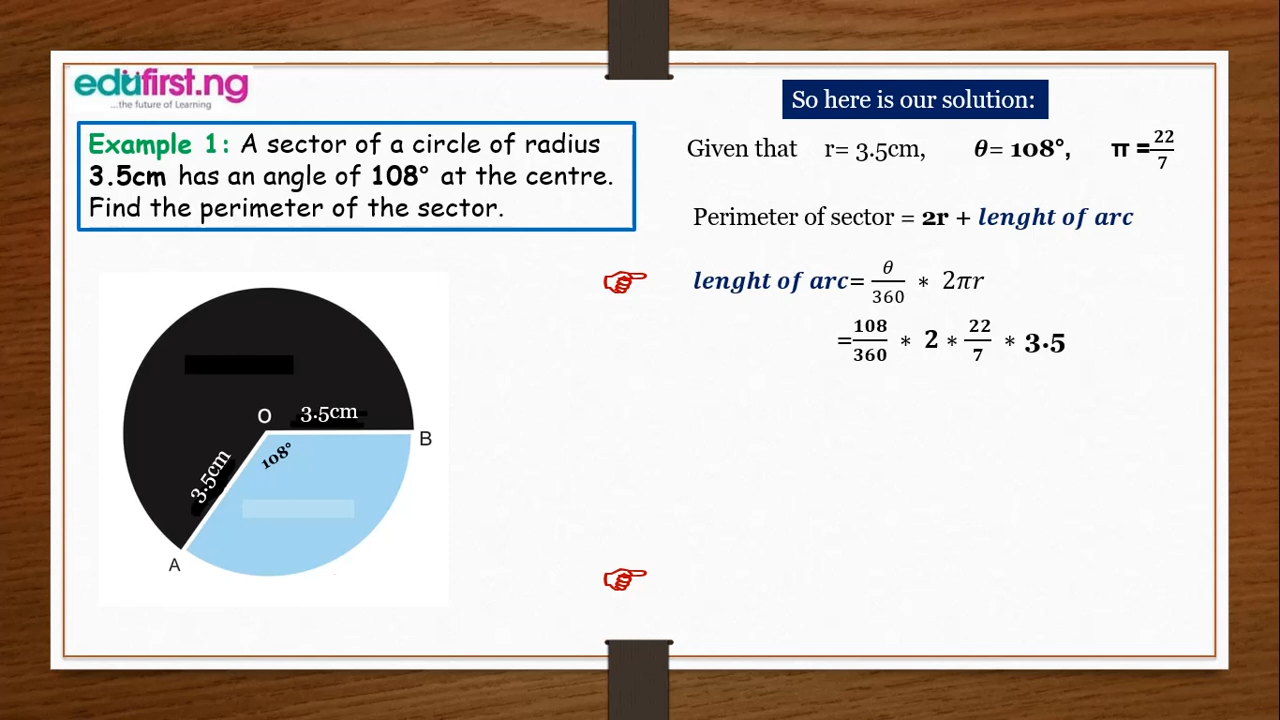 edufirst.ng
...the future of Learning
Example 1: A sector of a circle of radius
3.5cm has an angle of 108° at the centre.
Find the perimeter of the sector.
O
3.5cm
B
108°
3.5cm
A
So here is our solution:
Given that r= 3.5cm, θ= 108°, π =22/7
Perimeter of sector = 2r + lenght of arc
lenght of arc= θ/360 * 2πr
=108/360 * 2 * 22/7 * 3.5